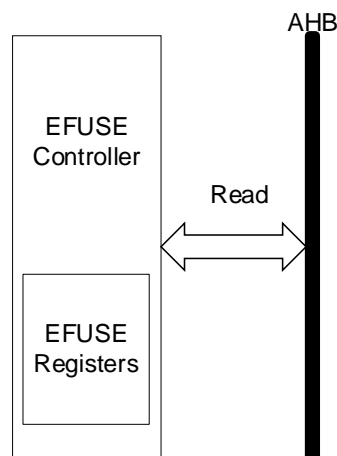 AHB
EFUSE
Controller
Read
EFUSE
Registers